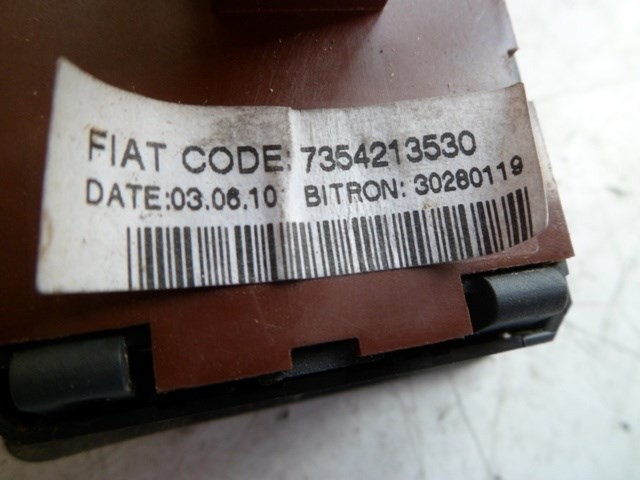 FIAT CODE: 7354213530
DATE:03.06.10 BITRON: 30280119